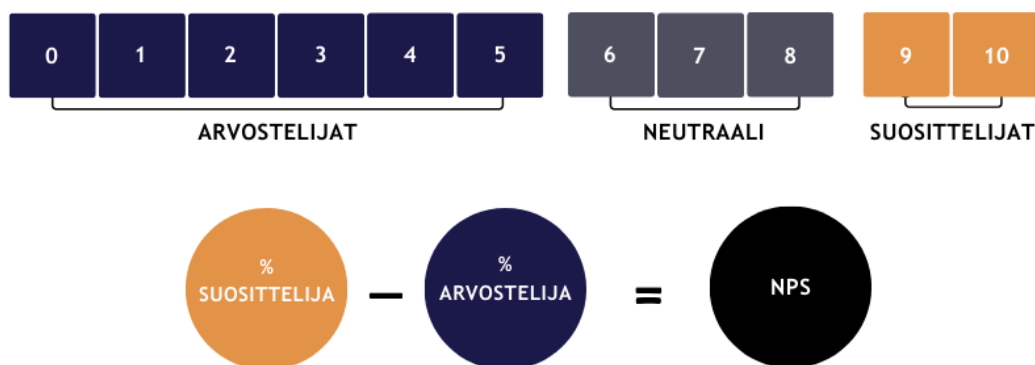 0 1 2 3 4 5 6 7 8 9 10
ARVOSTELIJAT NEUTRAALI SUOSITTELIJAT
%
SUOSITTELIJA
–
%
ARVOSTELIJA
=
NPS